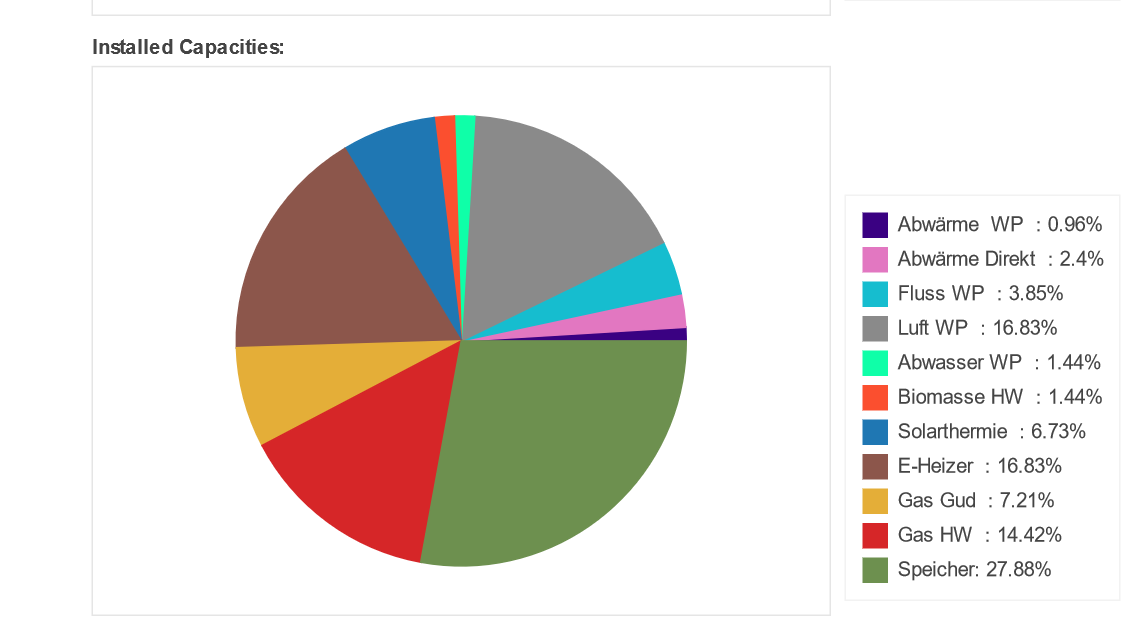 Installed Capacities:
Abwärme  WP  : 0.96%
Abwärme Direkt  : 2.4%
Fluss WP  : 3.85%
Luft WP  : 16.83%
Abwasser WP  : 1.44%
Biomasse HW  : 1.44%
Solarthermie  : 6.73%
E-Heizer  : 16.83%
Gas Gud  : 7.21%
Gas HW  : 14.42%
Speicher: 27.88%